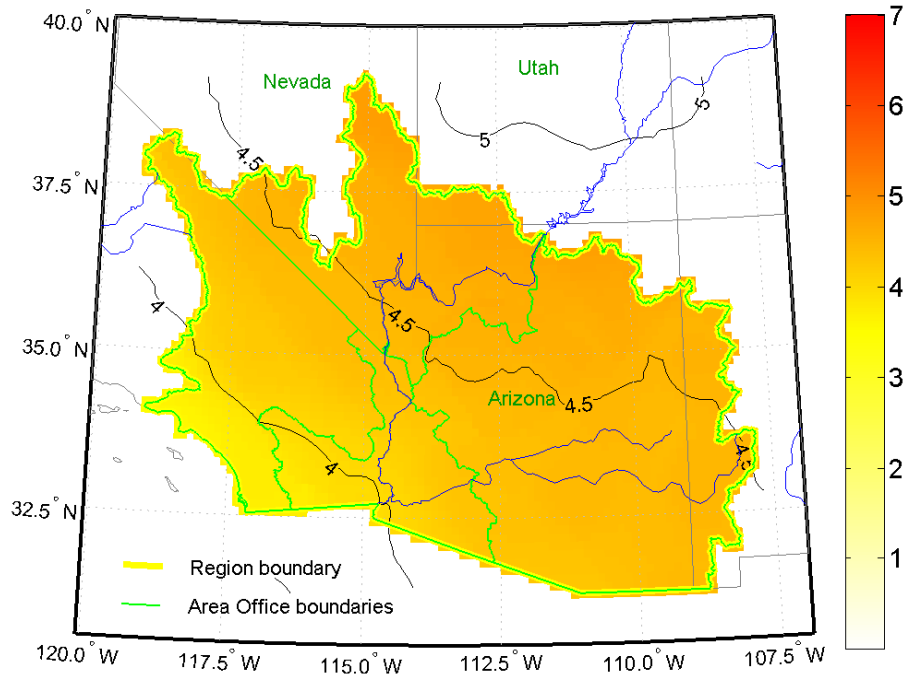 40.0° N
7
Nevada
Utah
6
5
5
4.5
37.5° N
5
4
4
4.5
35.0° N
Arizona
4.5
3
4.5
4
2
32.5° N
Region boundary
1
Area Office boundaries
120.0° W
117.5° W
115.0° W
112.5° W
110.0° W
107.5° W